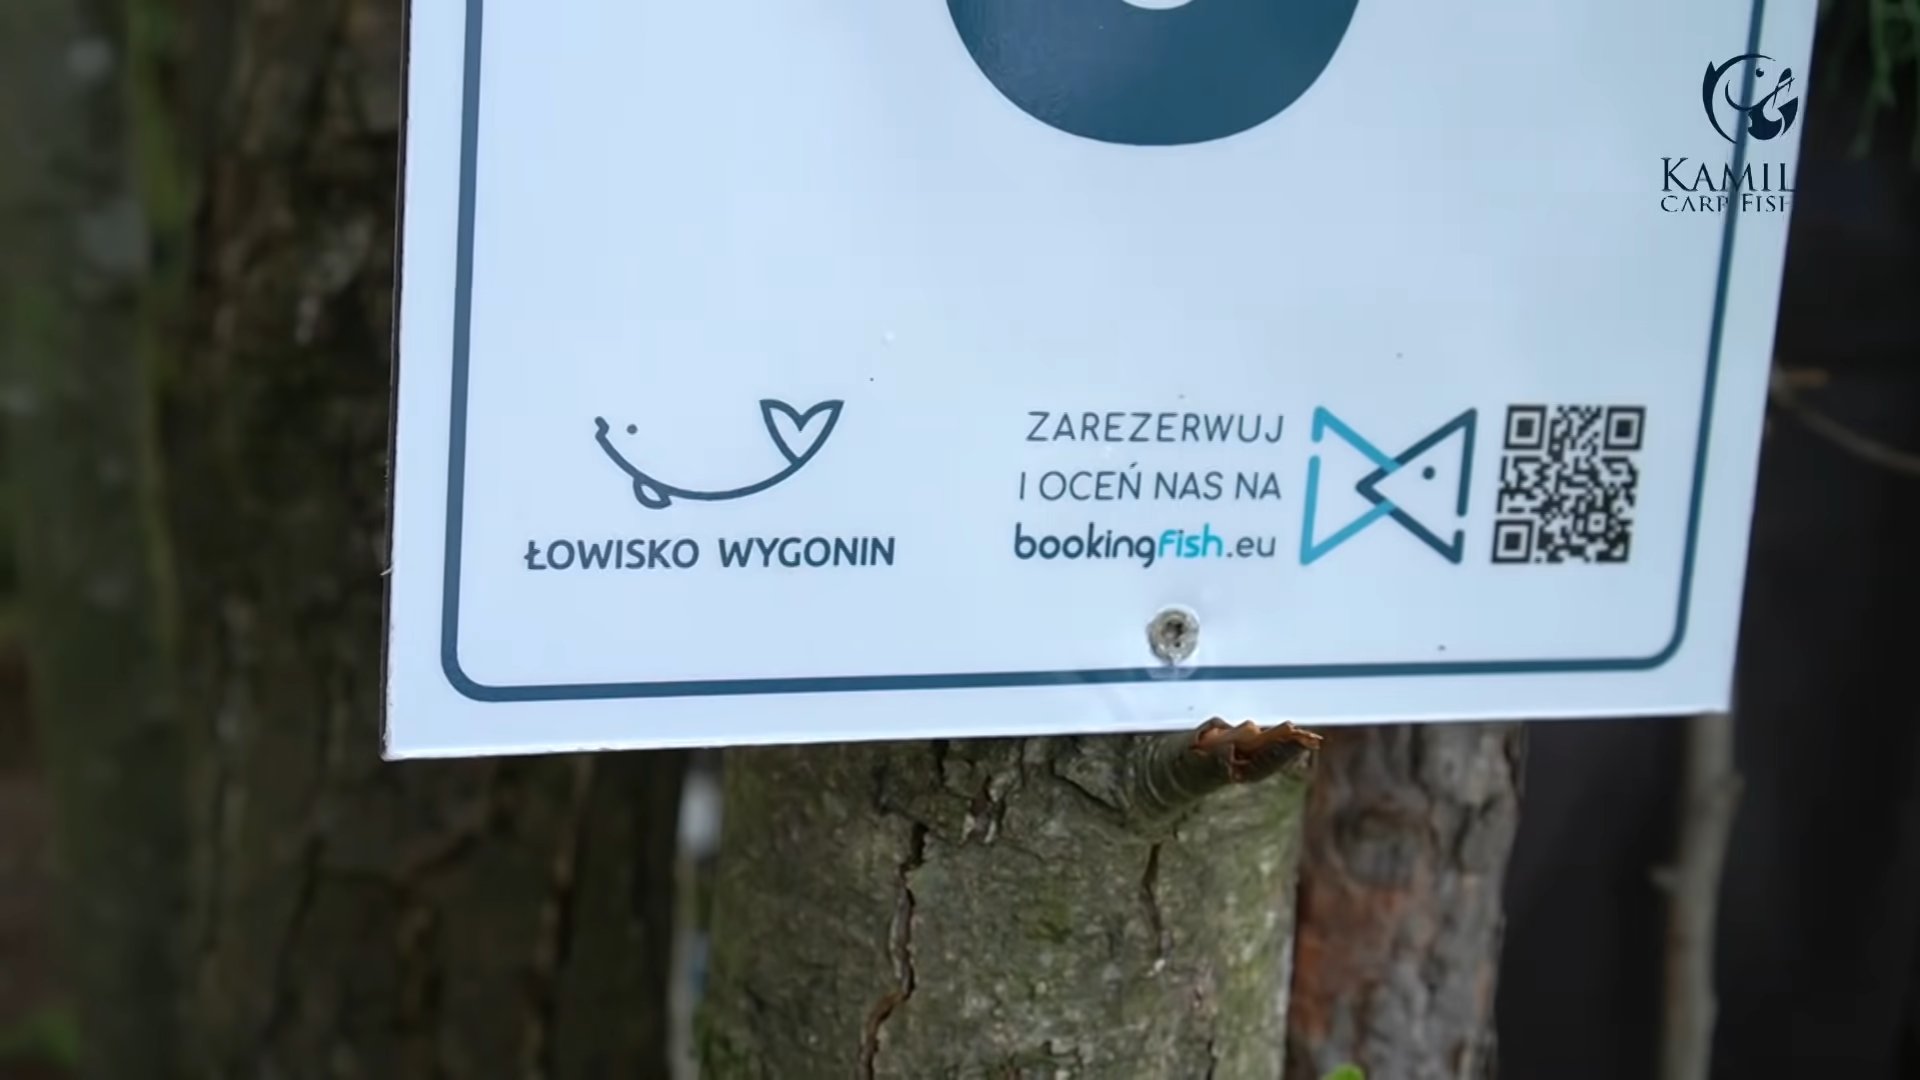 KAMIL
CARP FISH
ZAREZERWUJ
I OCEŃ NAS NA
bookingfish.eu
ŁOWISKO WYGONIN